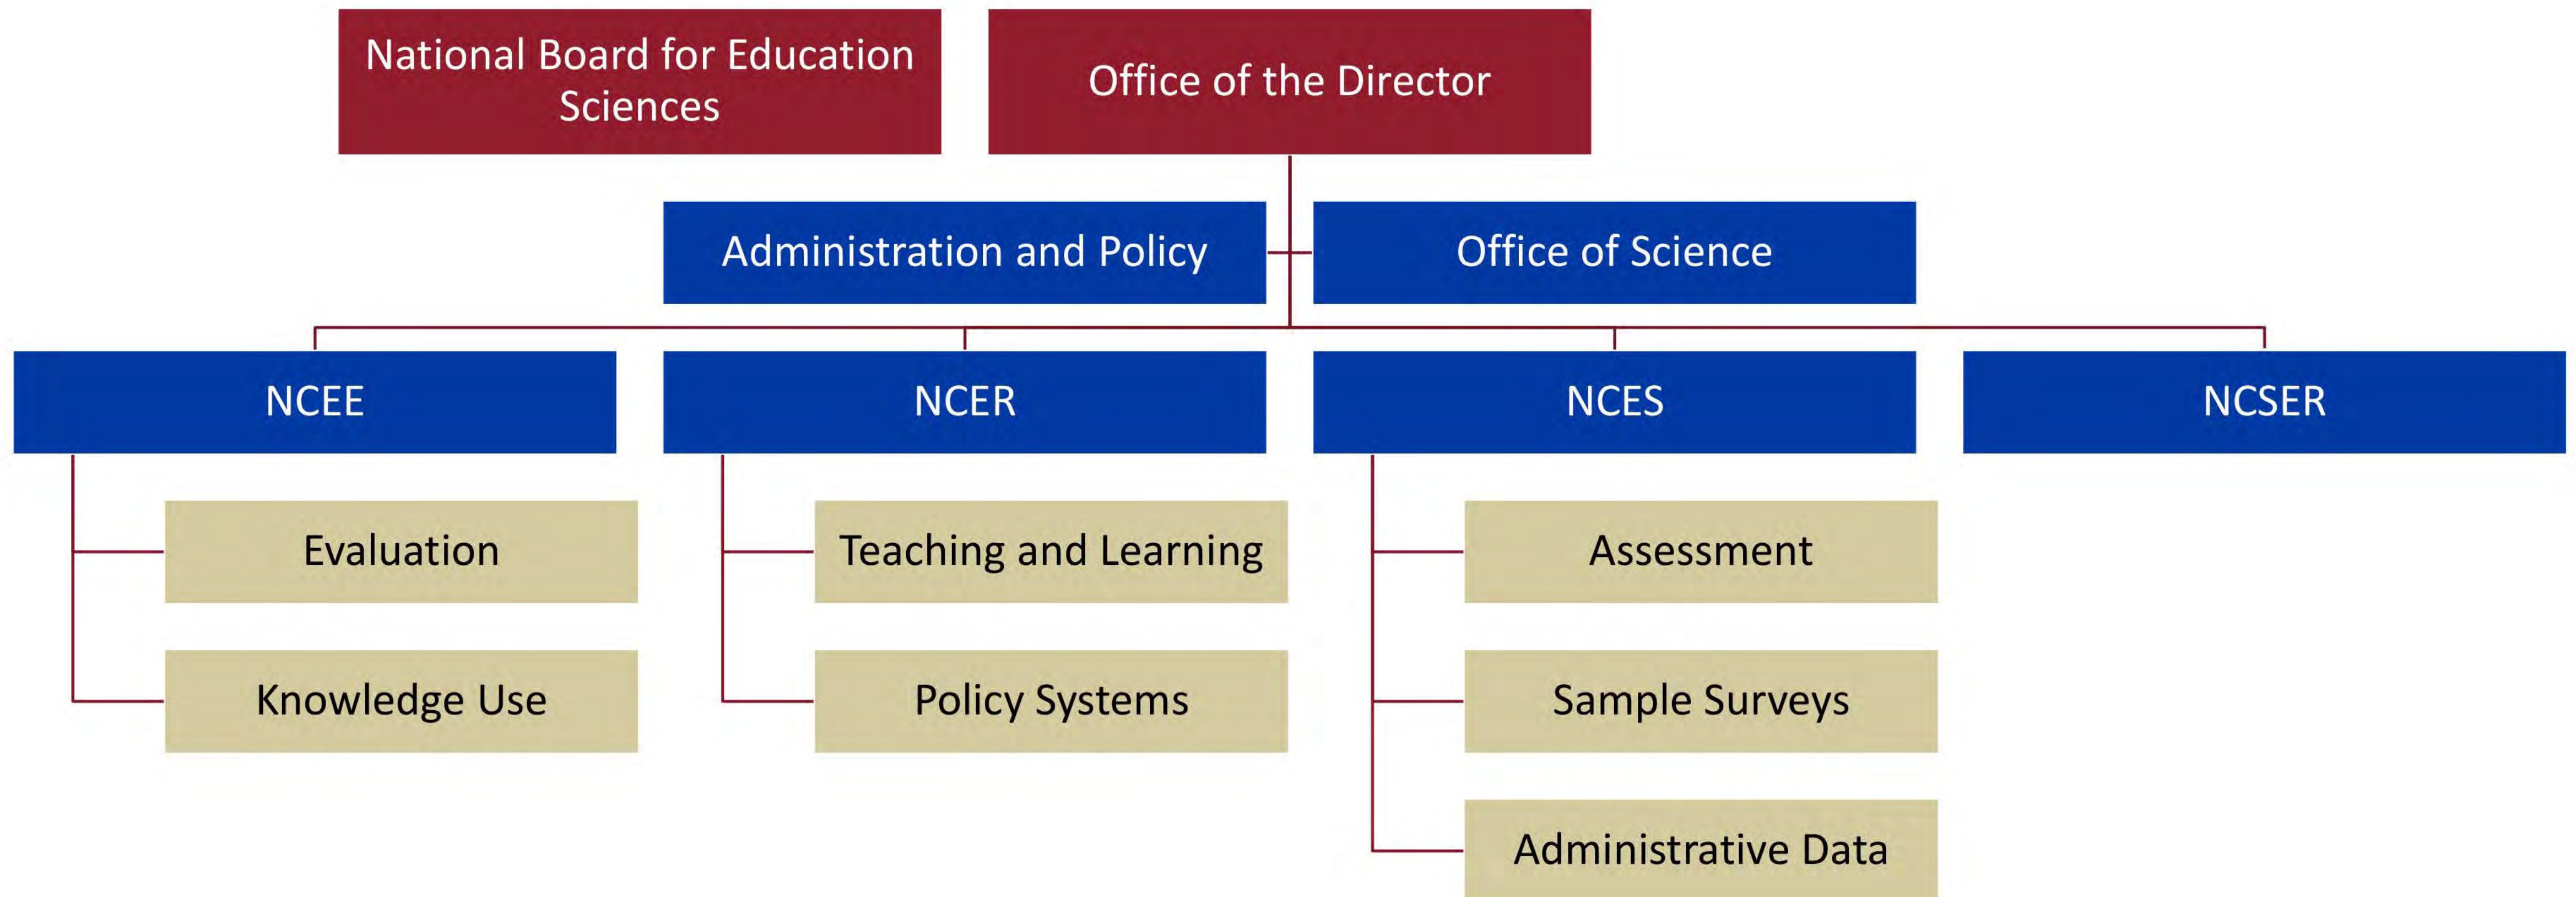 National Board for Education
Sciences
Office of the Director
Administration and Policy
Office of Science
NCEE
NCER
NCES
NCSER
Evaluation
Teaching and Learning
Assessment
Knowledge Use
Policy Systems
Sample Surveys
Administrative Data